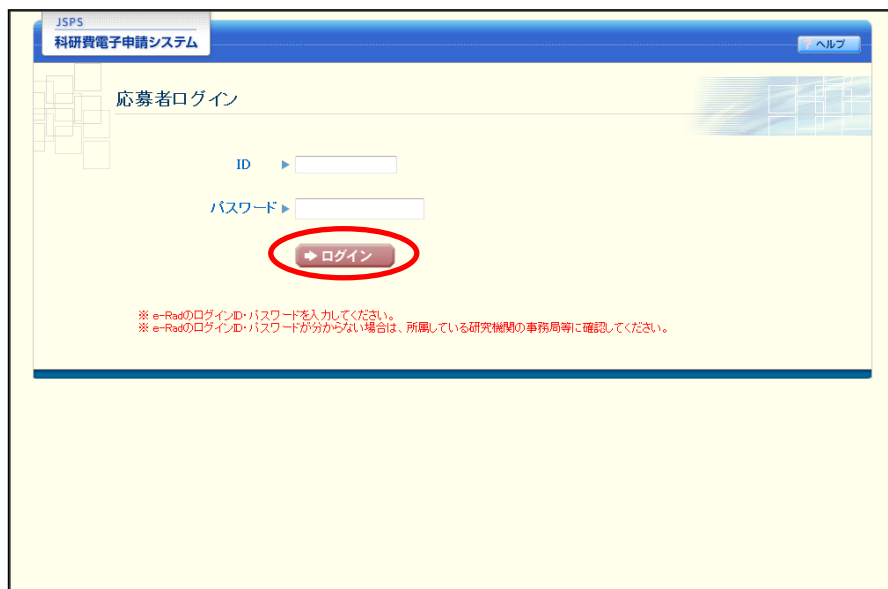 JSPS
科研費電子申請システム
? ヘルプ
応募者ログイン
ID
パスワード
ログイン
※ e-RadのログインID・パスワードを入力してください。
※ e-RadのログインID・パスワードが分からない場合は、所属している研究機関の事務局等に確認してください。